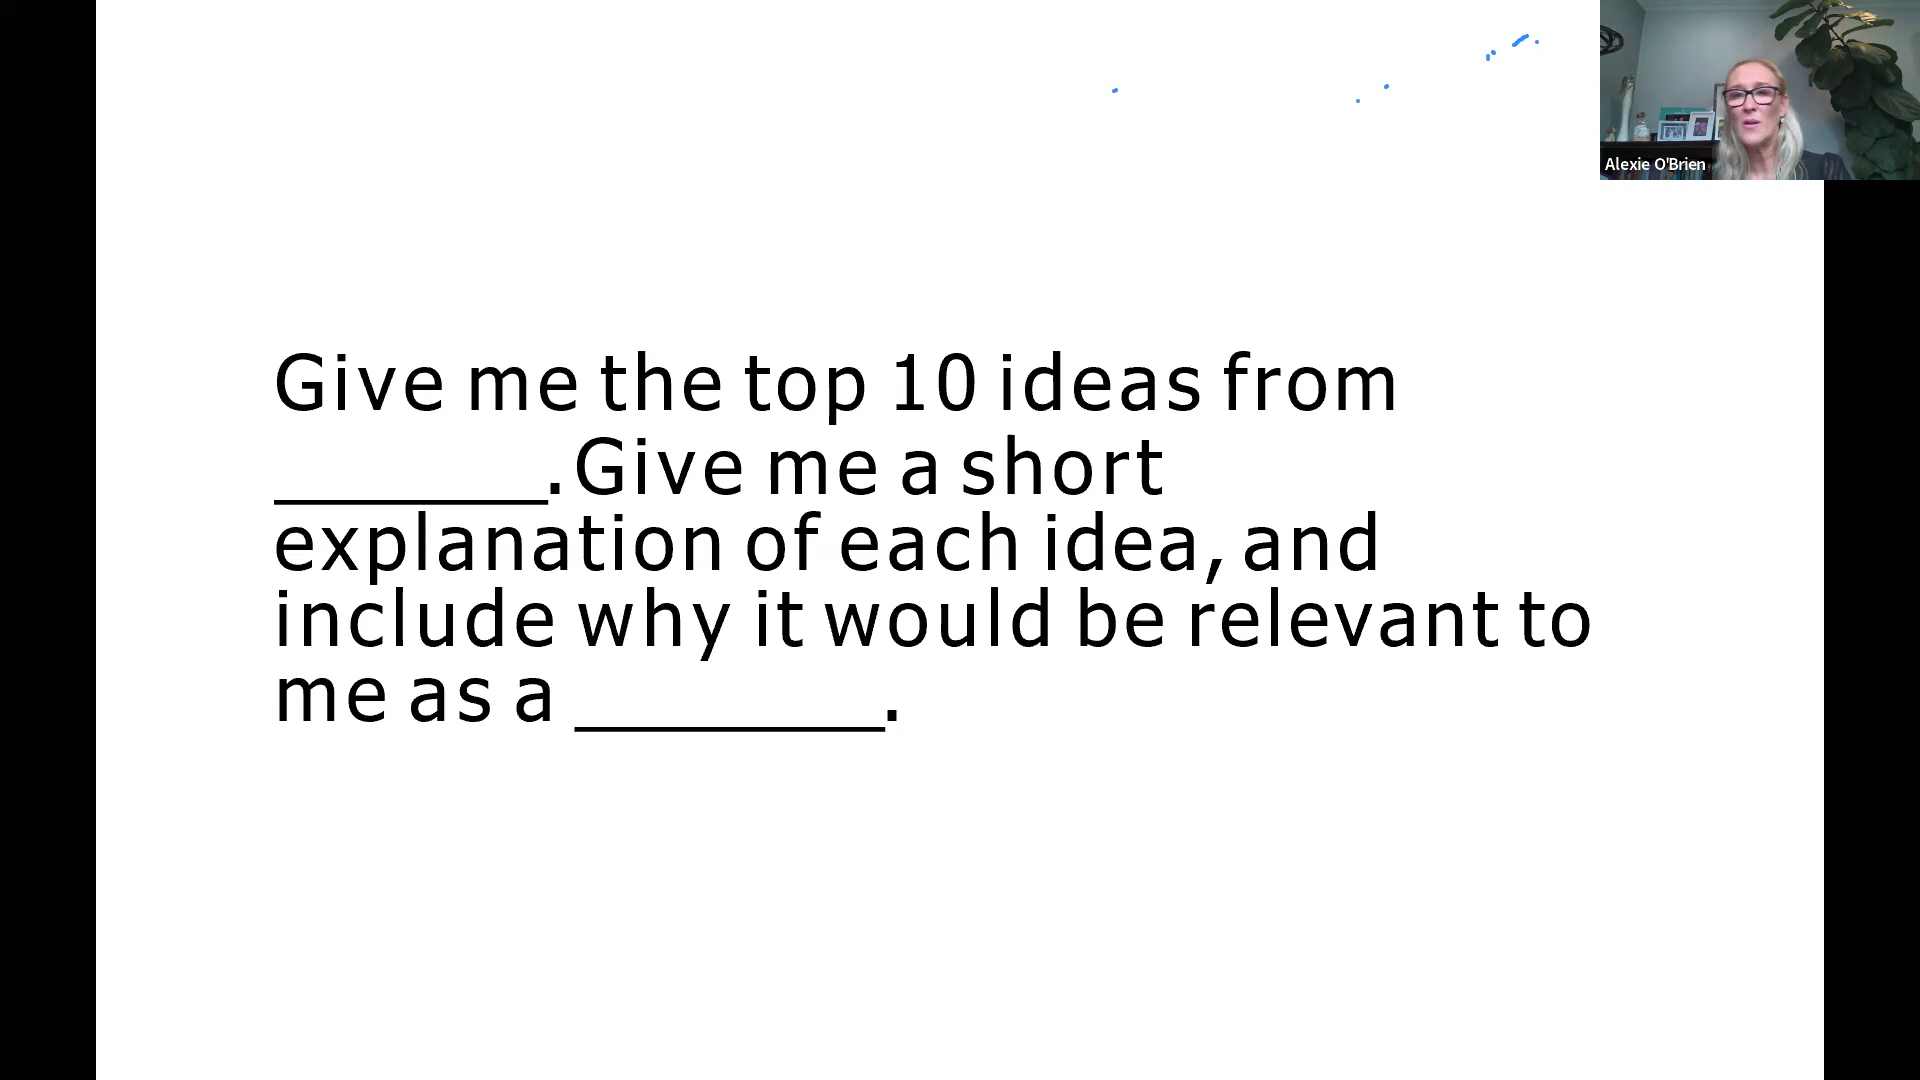 Give me the top 10 ideas from
_______. Give me a short
explanation of each idea, and
include why it would be relevant to
me as a ________.
Alexie O'Brien